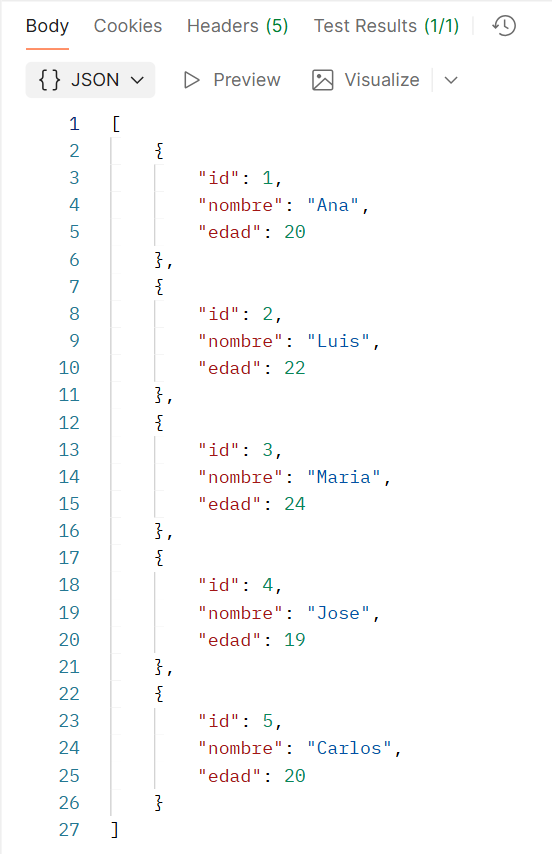 Body Cookies Headers (5) Test Results (1/1)
{} JSON Preview Visualize
1 [
2 {
3 "id": 1,
4 "nombre": "Ana",
5 "edad": 20
6 },
7 {
8 "id": 2,
9 "nombre": "Luis",
10 "edad": 22
11 },
12 {
13 "id": 3,
14 "nombre": "Maria",
15 "edad": 24
16 },
17 {
18 "id": 4,
19 "nombre": "Jose",
20 "edad": 19
21 },
22 {
23 "id": 5,
24 "nombre": "Carlos",
25 "edad": 20
26 }
27 ]